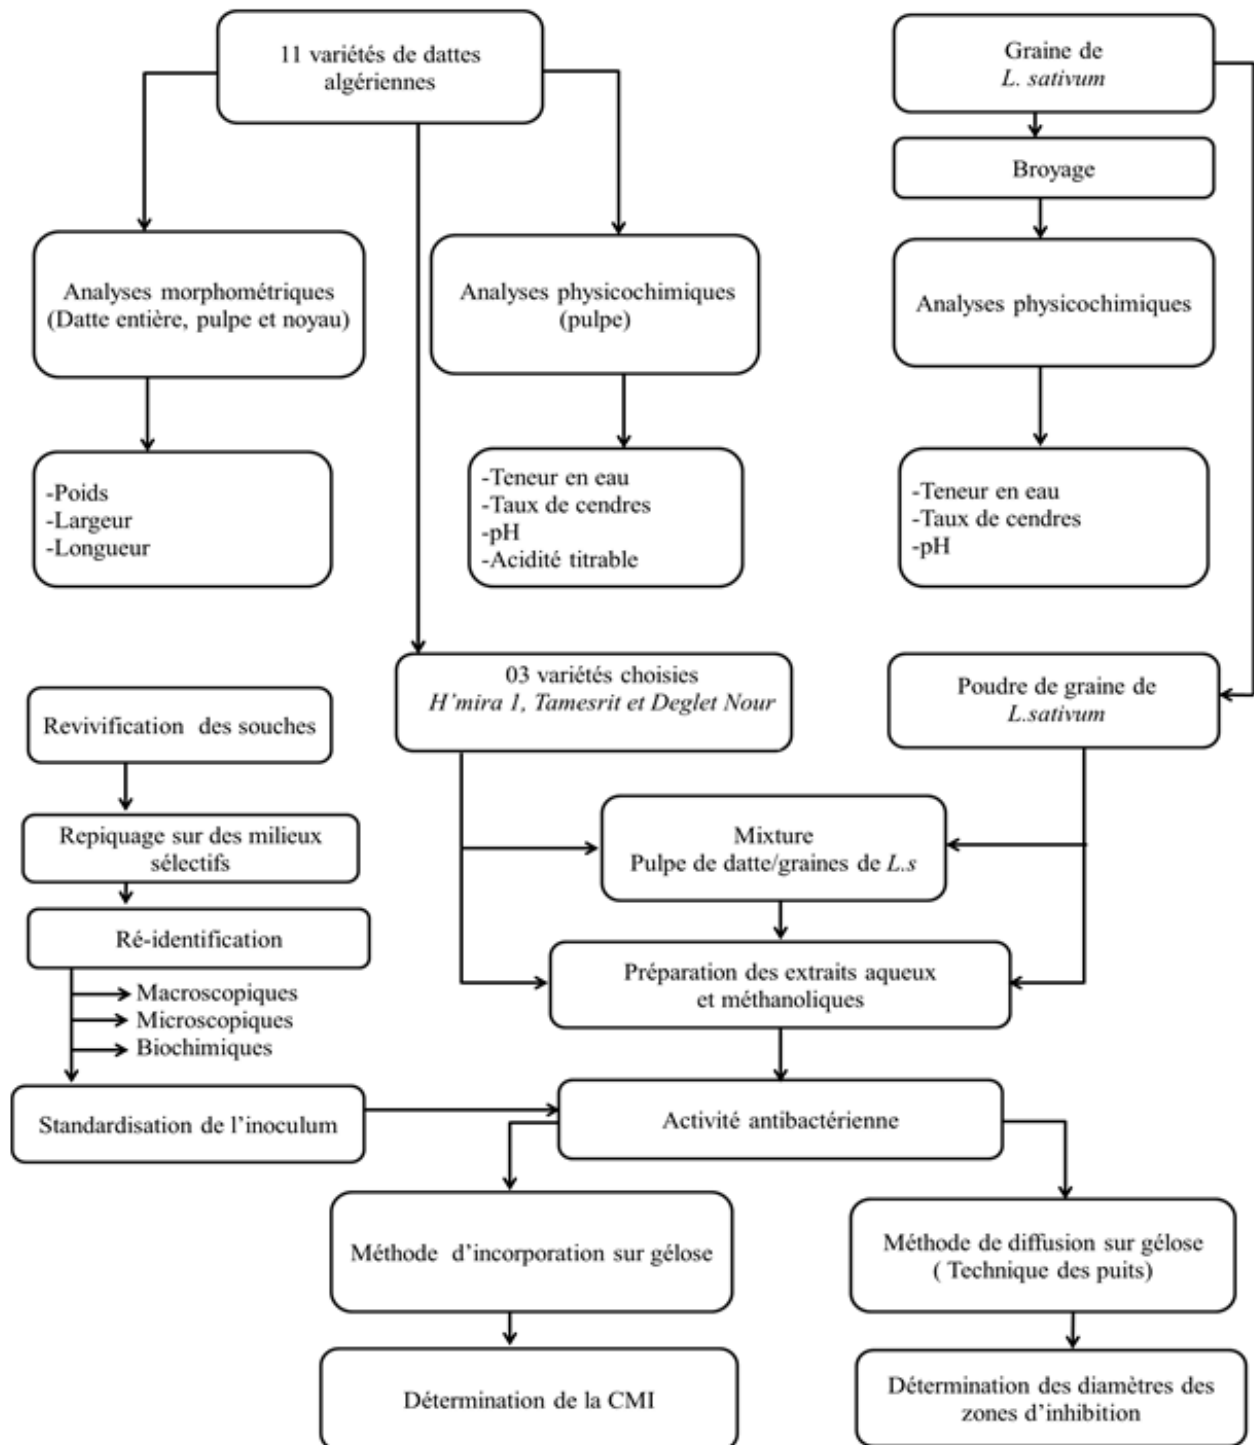 11 variétés de dattes
algériennes
Graine de
L. sativum
Broyage
Analyses morphométriques
(Datte entière, pulpe et noyau)
Analyses physicochimiques
(pulpe)
Analyses physicochimiques
-Poids
-Largeur
-Longueur
-Teneur en eau
-Taux de cendres
-pH
-Acidité titrable
-Teneur en eau
-Taux de cendres
-pH
03 variétés choisies
H'mira 1, Tamesrit et Deglet Nour
Poudre de graine de
L.sativum
Revivification des souches
Repiquage sur des milieux
sélectifs
Ré-identification
Macroscopiques
Microscopiques
Biochimiques
Standardisation de l'inoculum
Mixture
Pulpe de datte/graines de L.s
Préparation des extraits aqueux
et méthanoliques
Activité antibactérienne
Méthode d'incorporation sur gélose
Méthode de diffusion sur gélose
( Technique des puits)
Détermination de la CMI
Détermination des diamètres des
zones d'inhibition